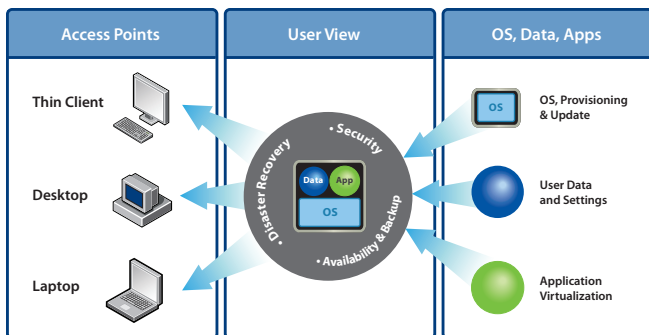 Access Points
User View
OS, Data, Apps
Thin Client
Desktop
Laptop
• Disaster Recovery
• Security
• Availability & Backup
Data
App
OS
OS
OS, Provisioning
& Update
User Data
and Settings
Application
Virtualization